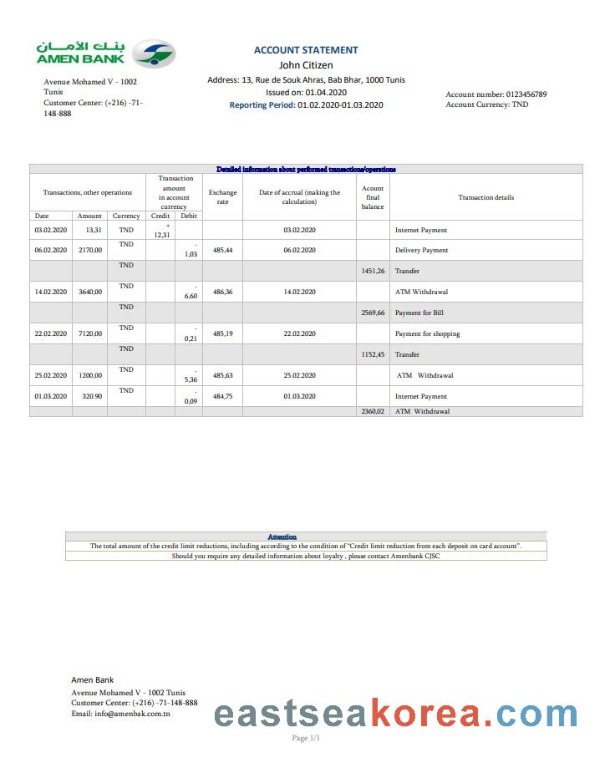 بنك الأمان
AMEN BANK
Avenue Mohamed V - 1002
Tunis
Customer Center: (+216) -71-
148-888
ACCOUNT STATEMENT
John Citizen
Address: 13, Rue de Souk Ahras, Bab Bhar, 1000 Tunis
Issued on: 01.04.2020
Reporting Period: 01.02.2020-01.03.2020
Account number: 0123456789
Account Currency: TND
Detailed information about performed transactions/operations
Transactions, other operations
Transaction
amount
in account
currency
Exchange
rate
Date of accrual (making the
calculation)
Acount
final
balance
Transaction details
Date Amount Currency Credit Debit
03.02.2020 13,31 TND + 12,31 03.02.2020 Internet Payment
06.02.2020 2170,00 TND - 1,03 485,44 06.02.2020 Delivery Payment
TND 1451,26 Transfer
14.02.2020 3640,00 TND - 6,60 486,36 14.02.2020 ATM Withdrawal
TND 2569,66 Payment for Bill
22.02.2020 7120,00 TND - 0,21 485,19 22.02.2020 Payment for shopping
TND 1152,45 Transfer
25.02.2020 1200,00 TND - 5,36 485,63 25.02.2020 ATM Withdrawal
01.03.2020 320.90 TND - 0,09 484,75 01.03.2020 Internet Payment
2360,02 ATM Withdrawal
Attention
The total amount of the credit limit reductions, including according to the condition of "Credit limit reduction from each deposit on card account".
Should you require any detailed information about loyalty , please contact Amenbank CJSC
Amen Bank
Avenue Mohamed V - 1002 Tunis
Customer Center: (+216) -71-148-888
Email: info@amenbak.com.tn
eastseakorea.com
Page 1/1